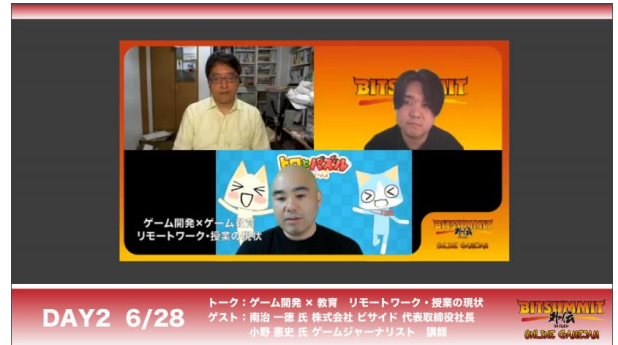 BITSUMMIT
トロとパズル
ゲーム開発×ゲーム教育
リモートワーク・授業の現状
BITSUMMIT
外伝
ONLINE GAMEJAM
DAY2 6/28
トーク:ゲーム開発 × 教育 リモートワーク・授業の現状
ゲスト:南治 一徳 氏 株式会社 ビサイド 代表取締役社長
小野 憲史 氏 ゲームジャーナリスト 講師
BITSUMMIT
外伝
ONLINE GAMEJAM